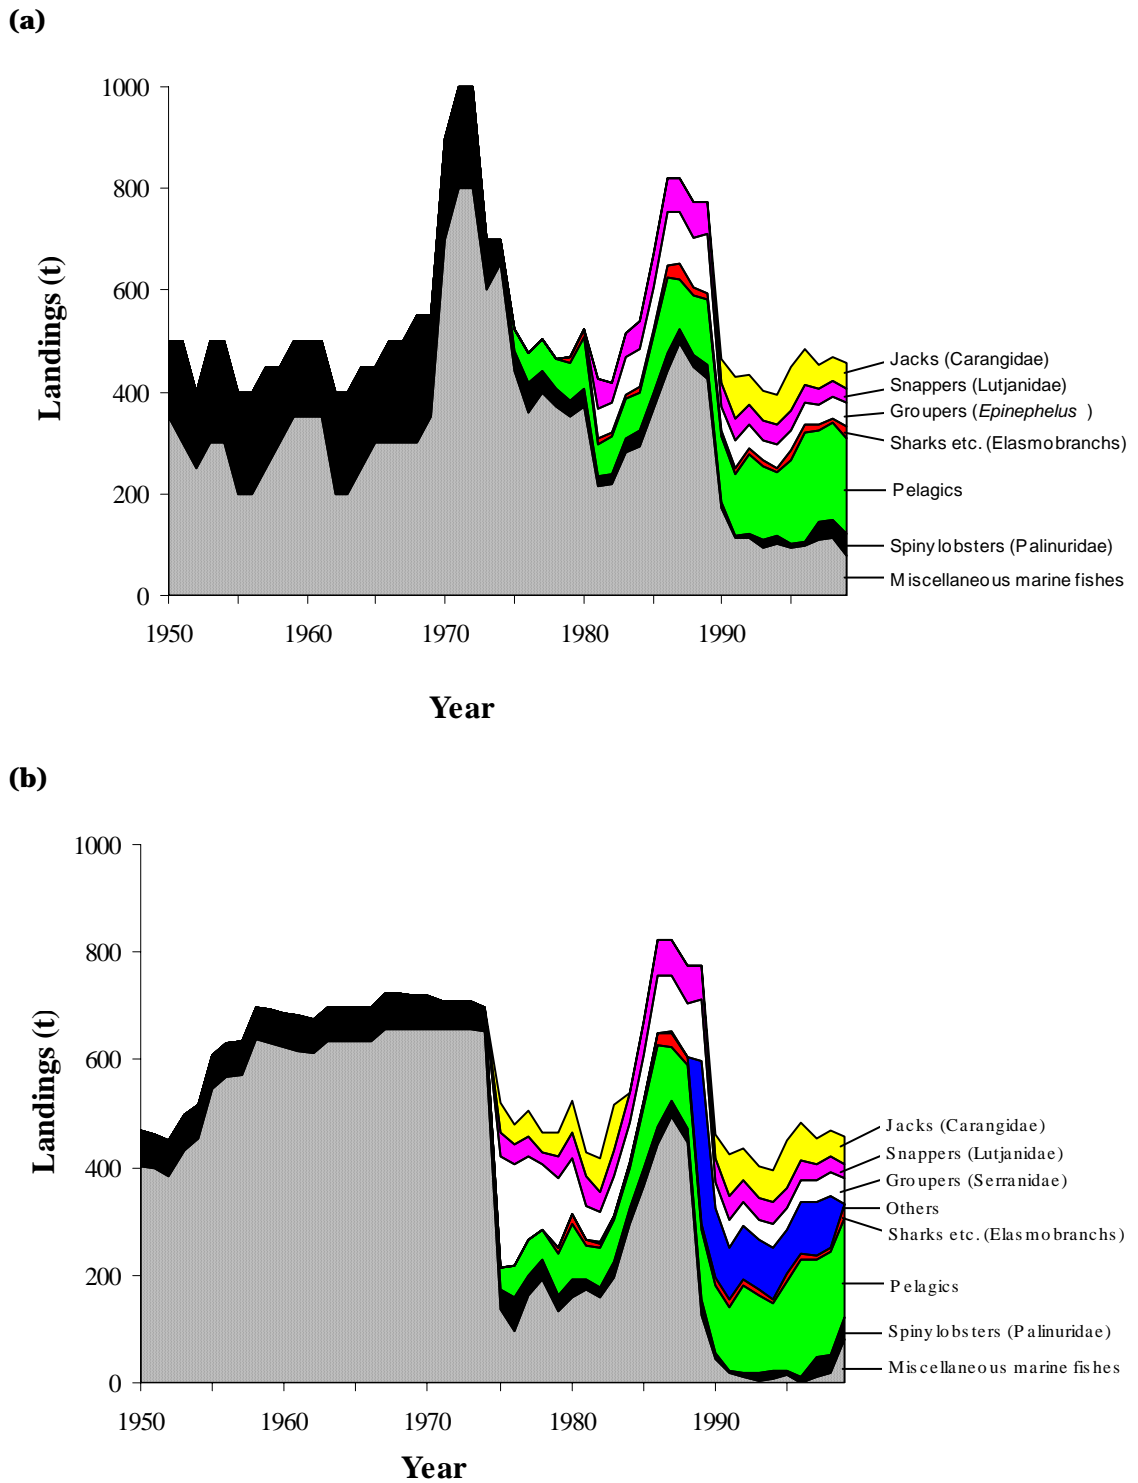 (a)
1000
800
600
400
200
0
Landings (t)
1950 1960 1970 1980 1990
Year
Jacks (Carangidae)
Snappers (Lutjanidae)
Groupers (Epinephelus )
Sharks etc. (Elasmobranchs)
Pelagics
Spiny lobsters (Palinuridae)
Miscellaneous marine fishes
(b)
1000
800
600
400
200
0
Landings (t)
1950 1960 1970 1980 1990
Year
Jacks (Carangidae)
Snappers (Lutjanidae)
Groupers (Serranidae)
Others
Sharks etc. (Elasmobranchs)
Pelagics
Spiny lobsters (Palinuridae)
Miscellaneous marine fishes